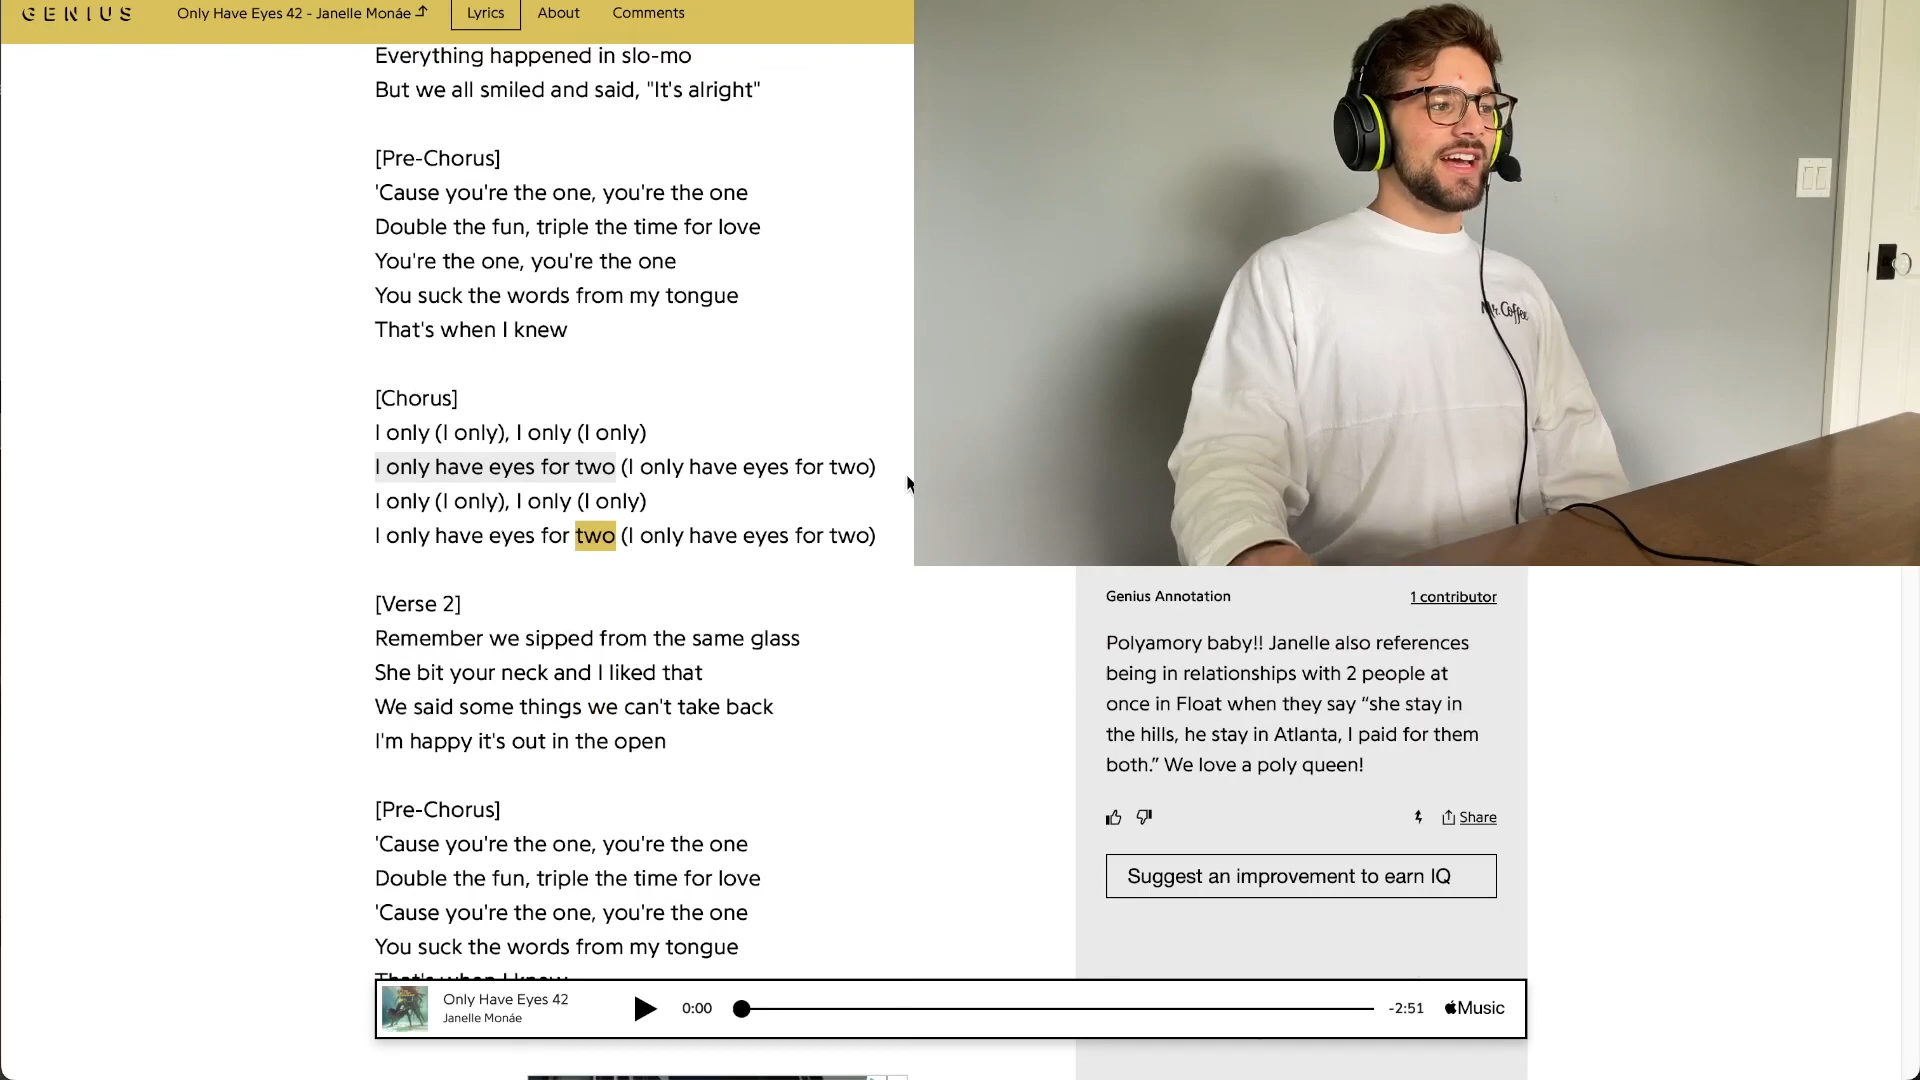 GENIUS
Only Have Eyes 42 - Janelle Monáe
Lyrics
About
Comments
Everything happened in slo-mo
But we all smiled and said, "It's alright"
[Pre-Chorus]
'Cause you're the one, you're the one
Double the fun, triple the time for love
You're the one, you're the one
You suck the words from my tongue
That's when I knew
[Chorus]
I only (I only), I only (I only)
I only have eyes for two (I only have eyes for two)
I only (I only), I only (I only)
I only have eyes for two (I only have eyes for two)
[Verse 2]
Remember we sipped from the same glass
She bit your neck and I liked that
We said some things we can't take back
I'm happy it's out in the open
[Pre-Chorus]
'Cause you're the one, you're the one
Double the fun, triple the time for love
'Cause you're the one, you're the one
You suck the words from my tongue
That's when I knew
Mr. Coffee
Genius Annotation
1 contributor
Polyamory baby!! Janelle also references
being in relationships with 2 people at
once in Float when they say “she stay in
the hills, he stay in Atlanta, I paid for them
both.” We love a poly queen!
Share
Suggest an improvement to earn IQ
Only Have Eyes 42
Janelle Monáe
0:00
-2:51
Music